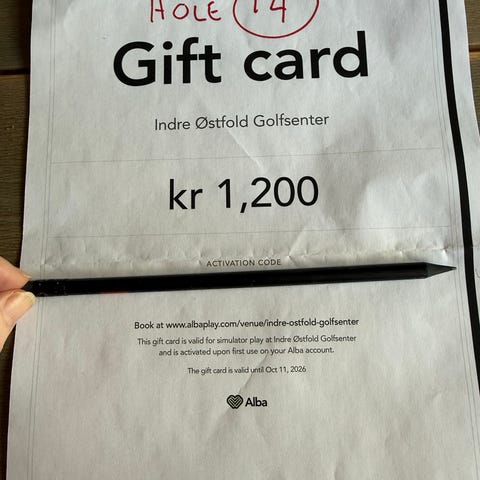 HOLE 14
Gift card
Indre Østfold Golfsenter
kr 1,200
ACTIVATION CODE
Book at www.albaplay.com/venue/indre-ostfold-golfsenter
This gift card is valid for simulator play at Indre Østfold Golfsenter
and is activated upon first use on your Alba account.
The gift card is valid until Oct 11, 2026
Alba